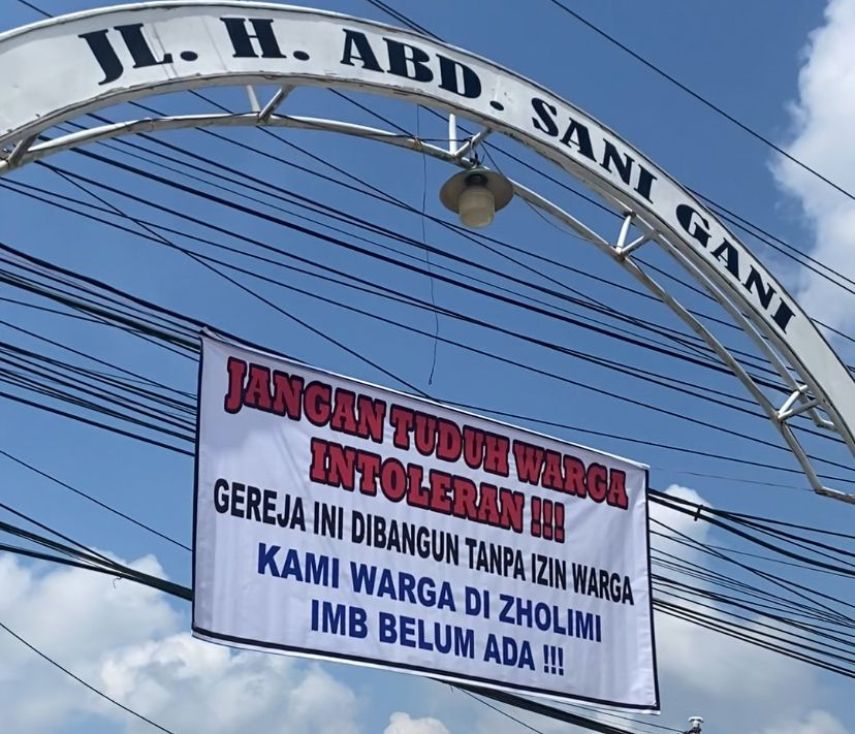 JL. H. ABD. SANI GANI
JANGAN TUDUH WARGA
INTOLERAN !!!
GEREJA INI DIBANGUN TANPA IZIN WARGA
KAMI WARGA DI ZHOLIMI
IMB BELUM ADA !!!